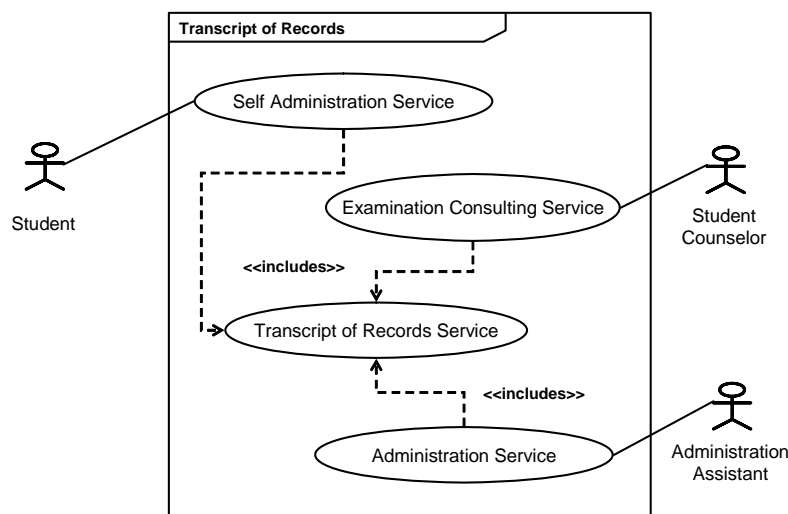 Transcript of Records
Self Administration Service
Student
Examination Consulting Service
Student
Counselor
<<includes>>
Transcript of Records Service
<<includes>>
Administration Service
Administration
Assistant